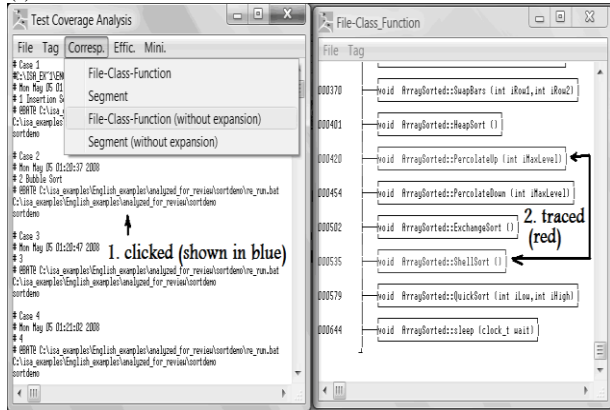 Test Coverage Analysis
File Tag Corresp. Effic. Mini.
File-Class-Function
Segment
File-Class-Function (without expansion)
Segment (without expansion)
# Case 1
# Mon May 05 01
# 1 Insertion S
# @BAT@ C:\isa_
C:\isa_examples
sortdemo
# Case 2
# Mon May 05 01:20:37 2008
# 2 Bubble Sort
# @BAT@ C:\isa_examples\English_examples\analyzed_for_review\sortdemo\re_run.bat
C:\isa_examples\English_examples\analyzed_for_review\sortdemo
sortdemo
1. clicked (shown in blue)
# Case 3
# Mon May 05 01:20:47 2008
# 3
# @BAT@ C:\isa_examples\English_examples\analyzed_for_review\sortdemo\re_run.bat
C:\isa_examples\English_examples\analyzed_for_review\sortdemo
sortdemo
# Case 4
# Mon May 05 01:21:02 2008
# 4
# @BAT@ C:\isa_examples\English_examples\analyzed_for_review\sortdemo\re_run.bat
C:\isa_examples\English_examples\analyzed_for_review\sortdemo
sortdemo
File-Class_Function
File Tag
000370 void ArraySorted::SwapBars (int iRow1,int iRow2)
000401 void ArraySorted::HeapSort ()
000420 void ArraySorted::PercolateUp (int iMaxLevel)
000454 void ArraySorted::PercolateDown (int iMaxLevel)
000502 void ArraySorted::ExchangeSort ()
2. traced
(red)
000535 void ArraySorted::ShellSort ()
000579 void ArraySorted::QuickSort (int iLow,int iHigh)
000644 void ArraySorted::sleep (clock_t wait)